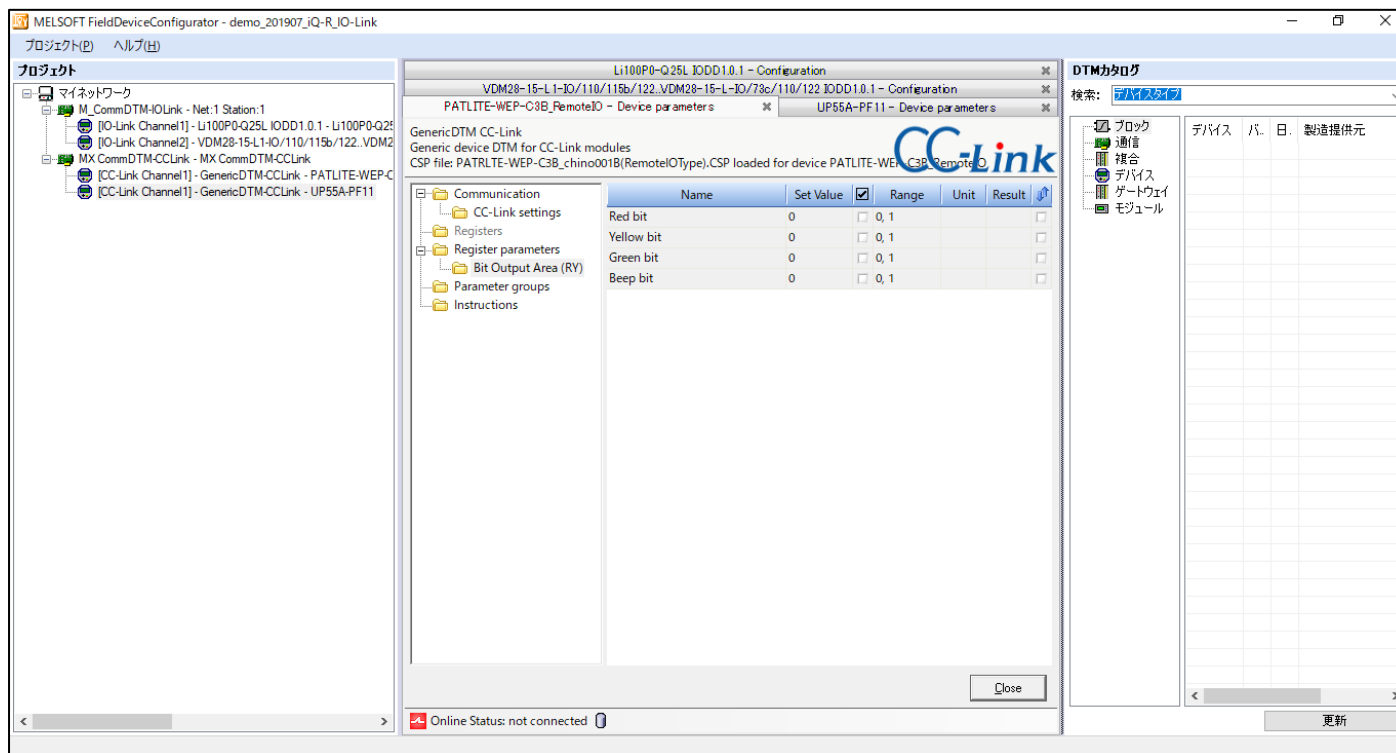 MELSOFT FieldDeviceConfigurator - demo_201907_iQ-R_IO-Link
プロジェクト(P) ヘルプ(H)
プロジェクト
マイネットワーク
M_CommDTM-IOLink - Net:1 Station:1
[IO-Link Channel1] - Li100P0-Q25L IODD1.0.1 - Li100P0-Q25
[IO-Link Channel2] - VDM28-15-L1-IO/110/115b/122..VDM2
MX CommDTM-CCLink - MX CommDTM-CCLink
[CC-Link Channel1] - GenericDTM-CCLink - PATLITE-WEP-C
[CC-Link Channel1] - GenericDTM-CCLink - UP55A-PF11
Li100P0-Q25L IODD1.0.1 - Configuration
VDM28-15-L1-IO/110/115b/122..VDM28-15-L-IO/73c/110/122 IODD1.0.1 - Configuration
PATLITE-WEP-C3B_RemoteIO - Device parameters UP55A-PF11 - Device parameters
GenericDTM CC-Link
Generic device DTM for CC-Link modules
CSP file: PATRLTE-WEP-C3B_chino001B(RemoteIOType).CSP loaded for device PATLITE-WEP-C3B_RemoteIO
CC-Link
Communication
CC-Link settings
Registers
Register parameters
Bit Output Area (RY)
Parameter groups
Instructions
Name Set Value Range Unit Result
Red bit 0 0, 1
Yellow bit 0 0, 1
Green bit 0 0, 1
Beep bit 0 0, 1
Close
Online Status: not connected
DTMカタログ
検索: デバイスタイプ
ブロック
通信
複合
デバイス
ゲートウェイ
モジュール
デバイス バ.. 日. 製造提供元
更新